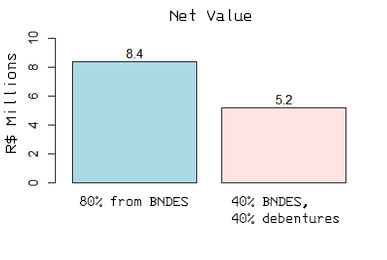 Net Value
R$ Millions
10
8
6
4
2
0
8.4
5.2
80% from BNDES
40% BNDES,
40% debentures